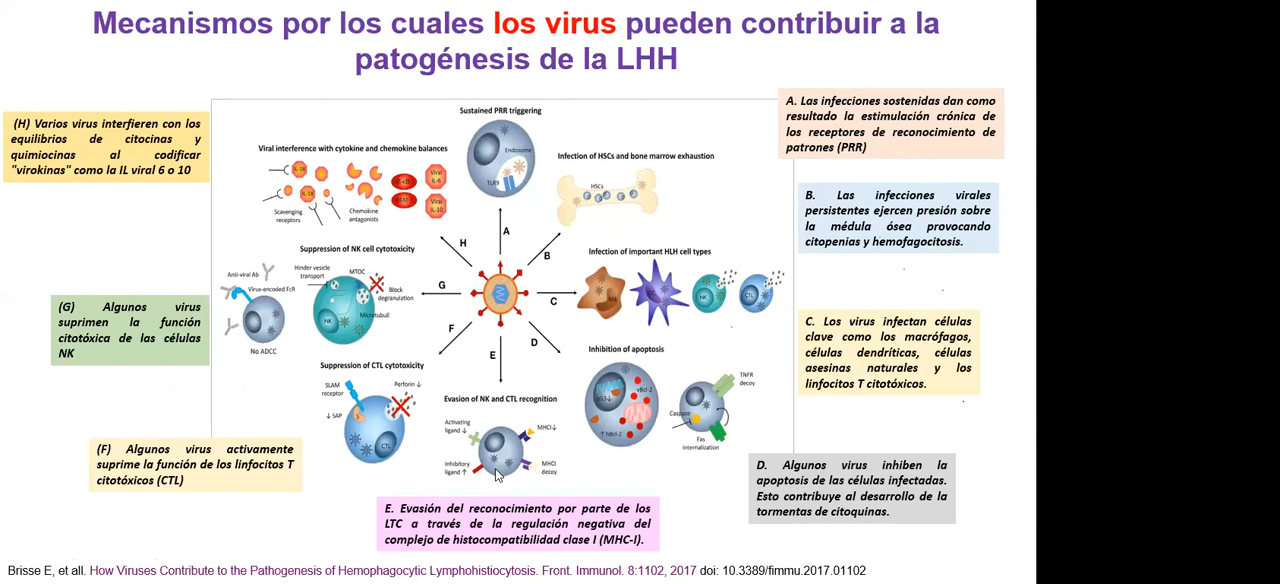 Mecanismos por los cuales los virus pueden contribuir a la
patogénesis de la LHH
(H) Varios virus interfieren con los
equilibrios de citocinas y
quimiocinas al codificar
"virokinas" como la IL viral 6 o 10
(G) Algunos virus
suprimen la función
citotóxica de las células
NK
(F) Algunos virus activamente
suprime la función de los linfocitos T
citotóxicos (CTL)
Sustained PRR triggering
Endosome
TLR9
Viral interference with cytokine and chemokine balances
IL-18
IL-18
Scavenging
receptors
Chemokine
antagonists
Viral
IL-6
Viral
IL-10
Infection of HSCs and bone marrow exhaustion
HSCs
Suppression of NK cell cytotoxicity
Anti-viral Ab
Virus-encoded FcR
No ADCC
Hinder vesicle
transport
MTOC
Block
degranulation
Microtubuli
NK
Infection of important HLH cell types
NK
CTL
A
B
C
D
E
F
G
H
Suppression of CTL cytotoxicity
SLAM
receptor
Perforin ↓
↓ SAP
CTL
Evasion of NK and CTL recognition
Activating
ligand ↓
MHCI ↓
Inhibitory
ligand ↑
MHCI
decoy
Inhibition of apoptosis
p53↓
vBcl-2
↑hBcl-2
TNFR
decoy
Caspase
Fas
internalization
A. Las infecciones sostenidas dan como
resultado la estimulación crónica de
los receptores de reconocimiento de
patrones (PRR)
B. Las infecciones virales
persistentes ejercen presión sobre
la médula ósea provocando
citopenias y hemofagocitosis.
C. Los virus infectan células
clave como los macrófagos,
células dendríticas, células
asesinas naturales y los
linfocitos T citotóxicos.
D. Algunos virus inhiben la
apoptosis de las células infectadas.
Esto contribuye al desarrollo de la
tormentas de citoquinas.
E. Evasión del reconocimiento por parte de los
LTC a través de la regulación negativa del
complejo de histocompatibilidad clase I (MHC-I).
Brisse E, et all. How Viruses Contribute to the Pathogenesis of Hemophagocytic Lymphohistiocytosis. Front. Immunol. 8:1102, 2017 doi: 10.3389/fimmu.2017.01102